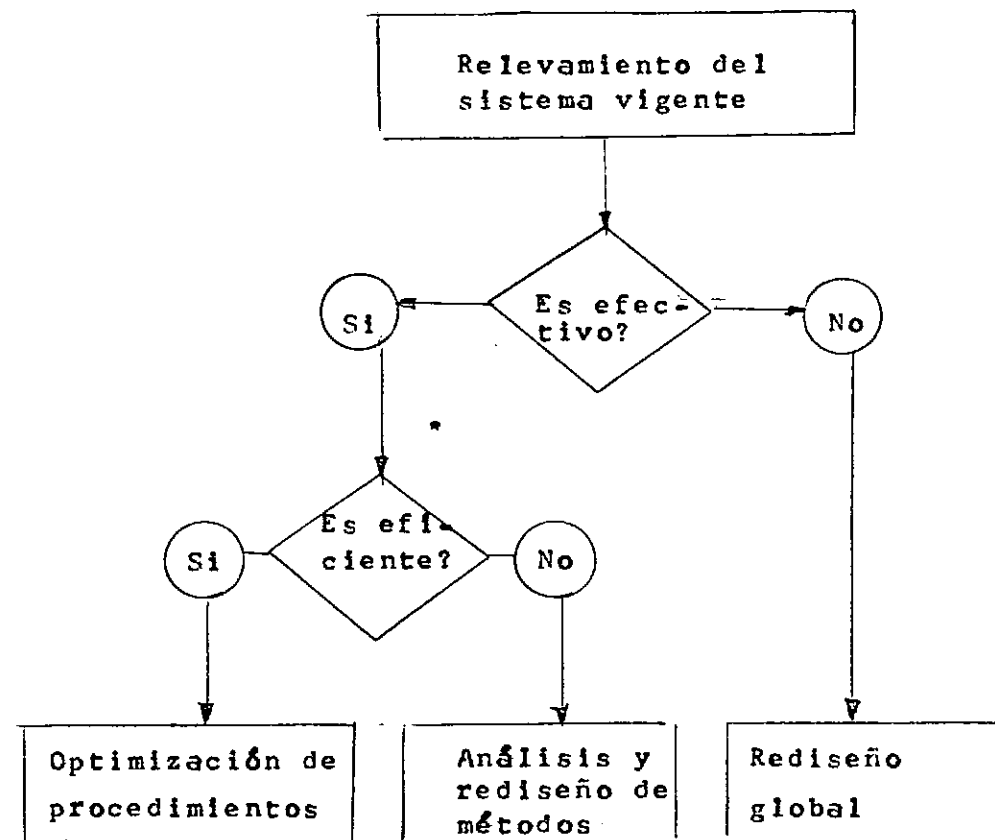 Relevamiento del
sistema vigente
Es efec-
tivo?
Si
No
Es efi-
ciente?
Si
No
Optimización de
procedimientos
Análisis y
rediseño de
métodos
Rediseño
global